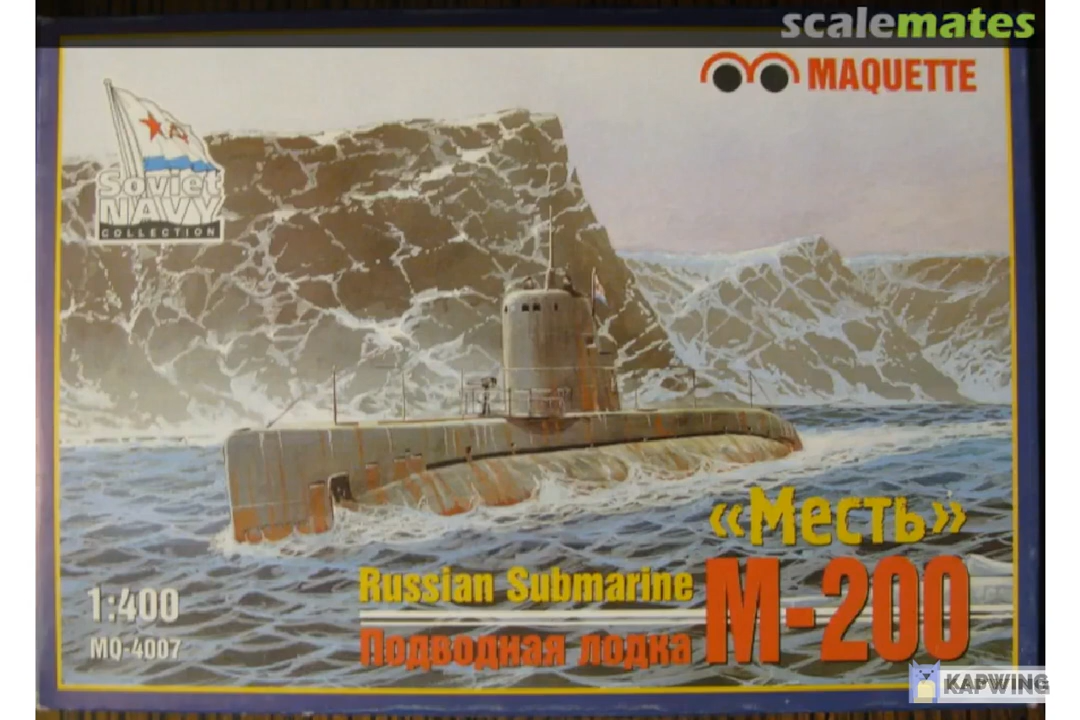 scalemates
MAQUETTE
Soviet
NAVY
COLLECTION
«Месть»
1:400
Russian Submarine
М-200
MQ-4007
Подводная лодка
KAPWING